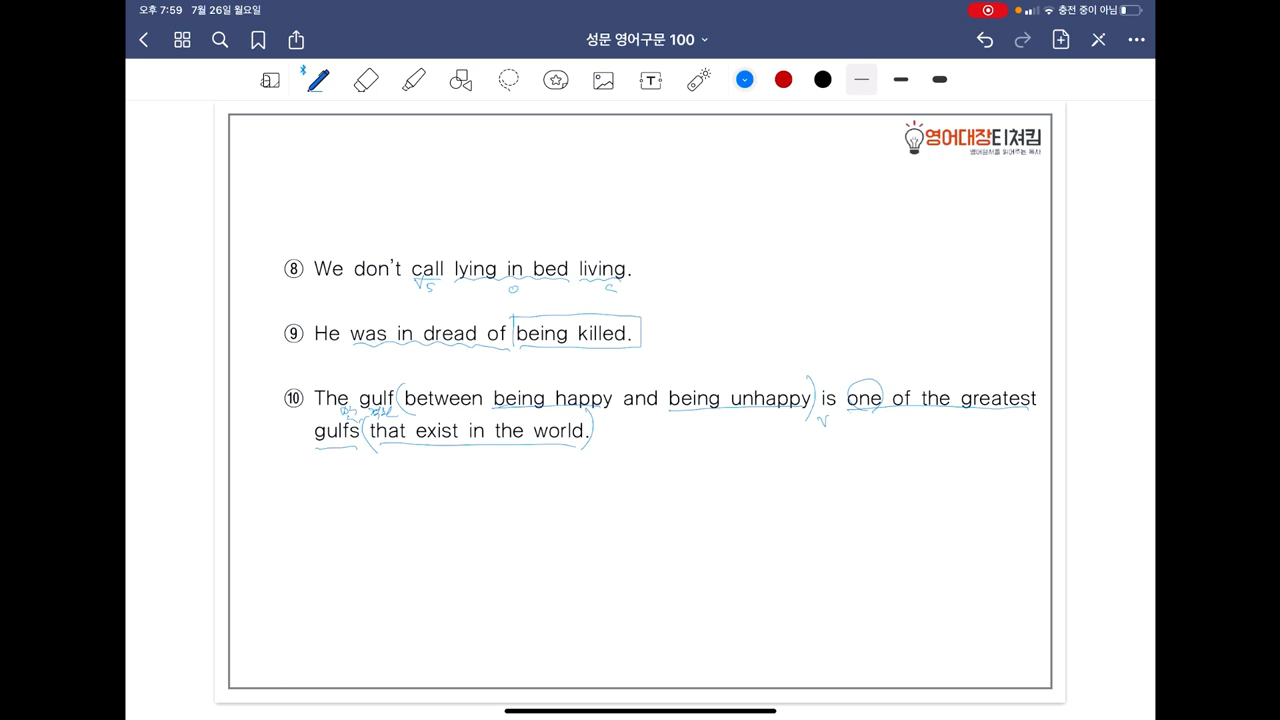 오후 7:59 7월 26일 월요일
충전 중이 아님
성문 영어구문 100
영어대장티쳐킴
⑧ We don't call lying in bed living.
⑨ He was in dread of being killed.
⑩ The gulf between being happy and being unhappy is one of the greatest
gulfs that exist in the world.